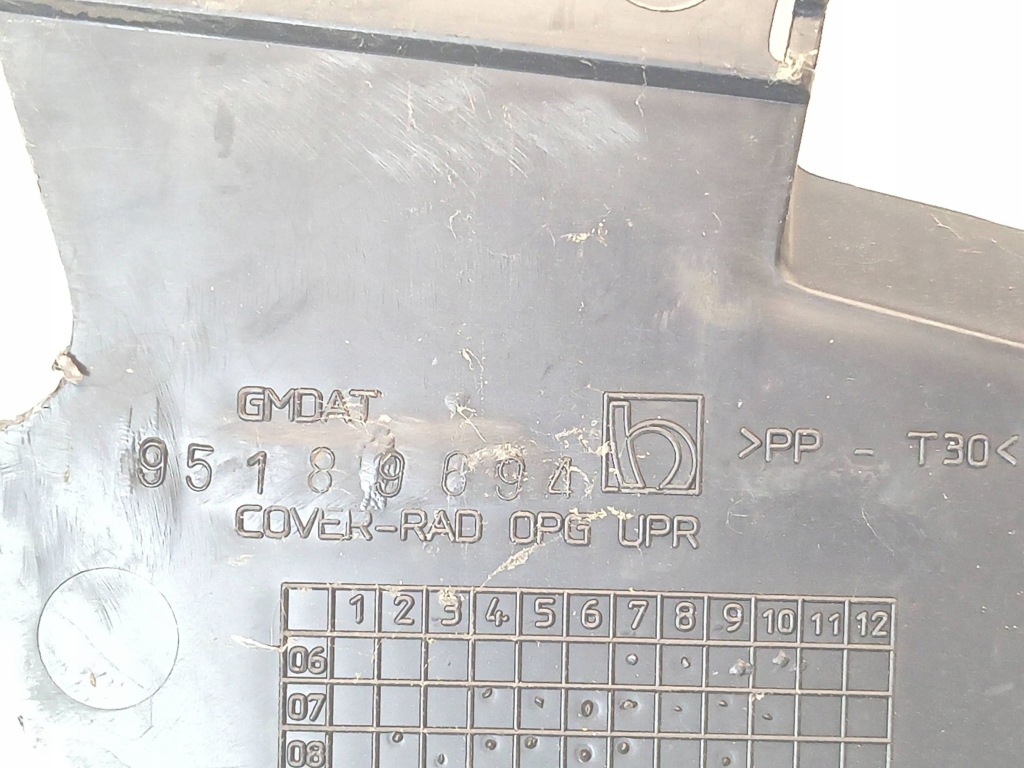 GMDAT
95189694
COVER-RAD OPG UPR
h
>PP - T30<
1 2 3 4 5 6 7 8 9 10 11 12
06
07
08